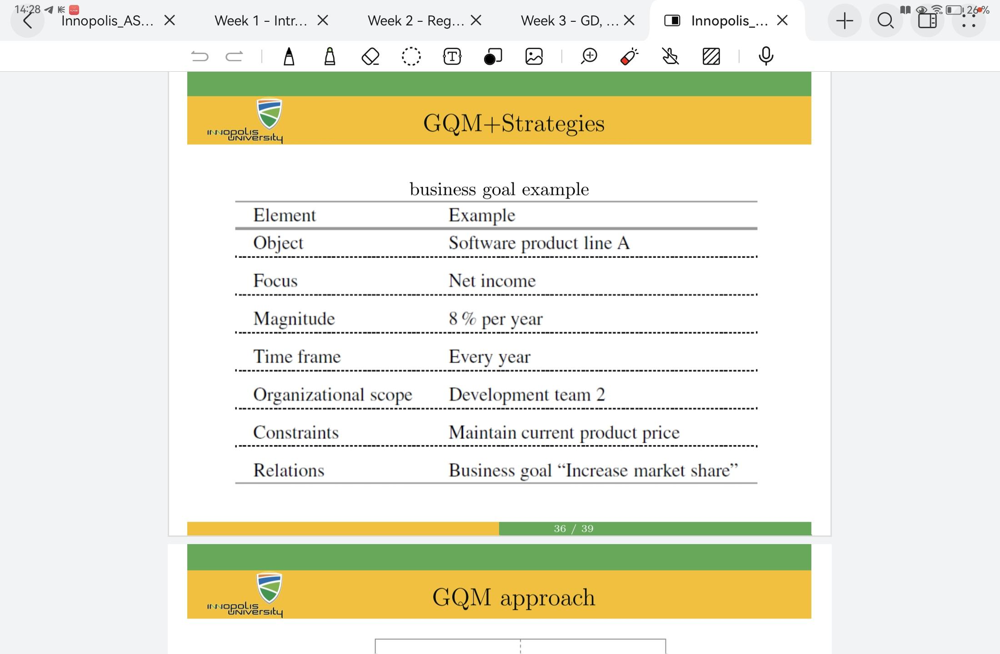 14:28
26%
Innopolis_AS...
Week 1 - Intr...
Week 2 - Reg...
Week 3 - GD, ...
Innopolis_...
INNOPOLIS
UNIVERSITY
GQM+Strategies
business goal example
Element Example
Object Software product line A
Focus Net income
Magnitude 8 % per year
Time frame Every year
Organizational scope Development team 2
Constraints Maintain current product price
Relations Business goal “Increase market share”
36 / 39
INNOPOLIS
UNIVERSITY
GQM approach